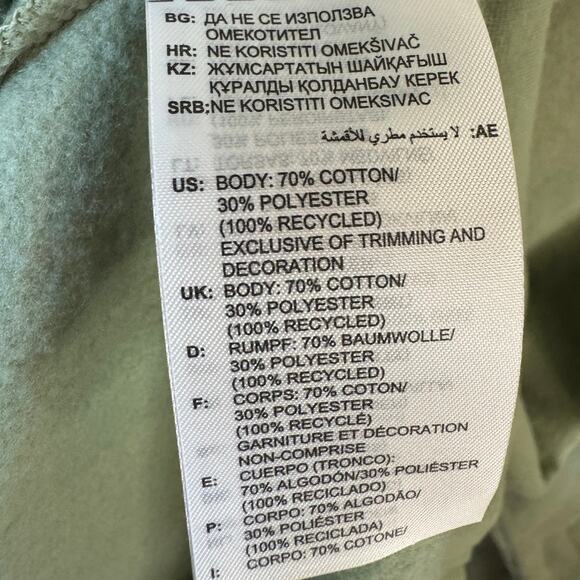 BG: ДА НЕ СЕ ИЗПОЛЗВА
ОМЕКОТИТЕЛ
HR: NE KORISTITI OMEKŠIVAČ
KZ: ЖҰМСАРТАТЫН ШАЙҚАҒЫШ
ҚҰРАЛДЫ ҚОЛДАНБАУ КЕРЕК
SRB;NE KORISTITI OMEKSIVAC
AE: لا يستخدم مطري للأقمشة
US: BODY: 70% COTTON/
30% POLYESTER
(100% RECYCLED)
EXCLUSIVE OF TRIMMING AND
DECORATION
UK: BODY: 70% COTTON/
30% POLYESTER
(100% RECYCLED)
D: RUMPF: 70% BAUMWOLLE/
30% POLYESTER
(100% RECYCLED)
F: CORPS: 70% COTON/
30% POLYESTER
(100% RECYCLÉ)
GARNITURE ET DÉCORATION
NON-COMPRISE
E: CUERPO (TRONCO):
70% ALGODÓN/30% POLIÉSTER
(100% RECICLADO)
P: CORPO: 70% ALGODÃO/
30% POLIÉSTER
(100% RECICLADA)
I: CORPO: 70% COTONE/